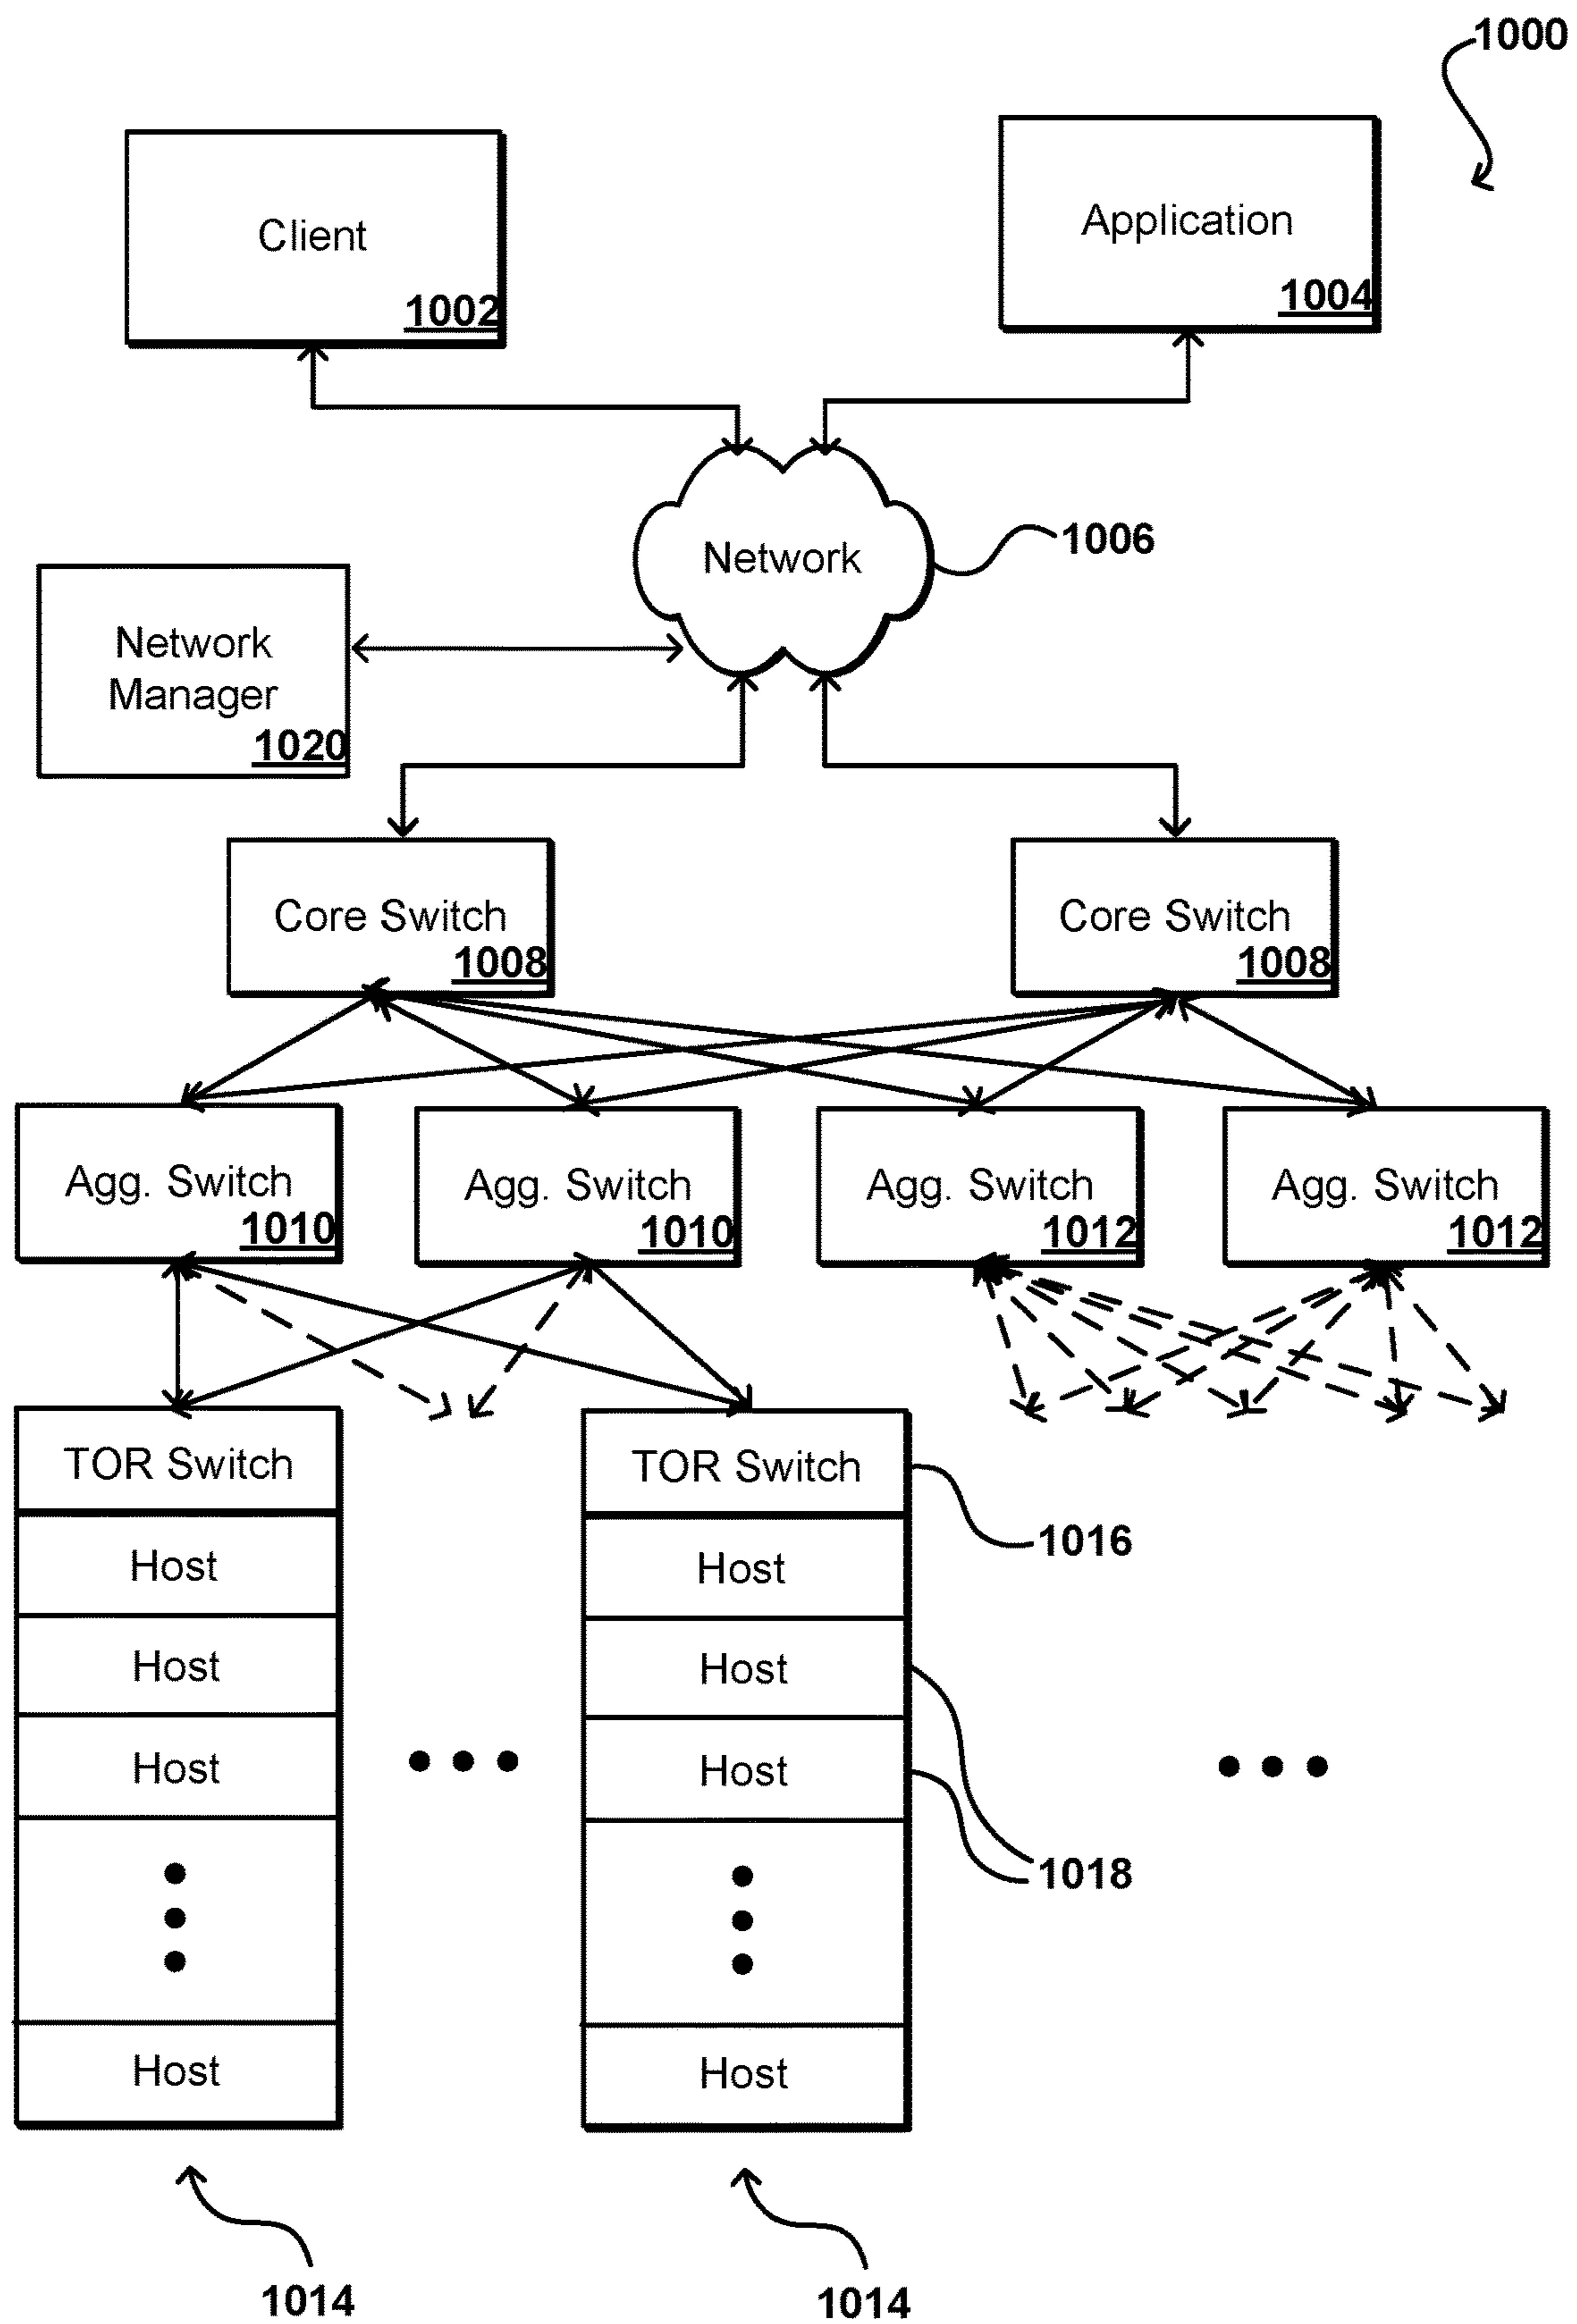 1000
Client
1002
Application
1004
Network
1006
Network
Manager
1020
Core Switch
1008
Core Switch
1008
Agg. Switch
1010
Agg. Switch
1010
Agg. Switch
1012
Agg. Switch
1012
TOR Switch
Host
Host
Host
Host
TOR Switch
Host
Host
Host
Host
1016
1018
1014
1014